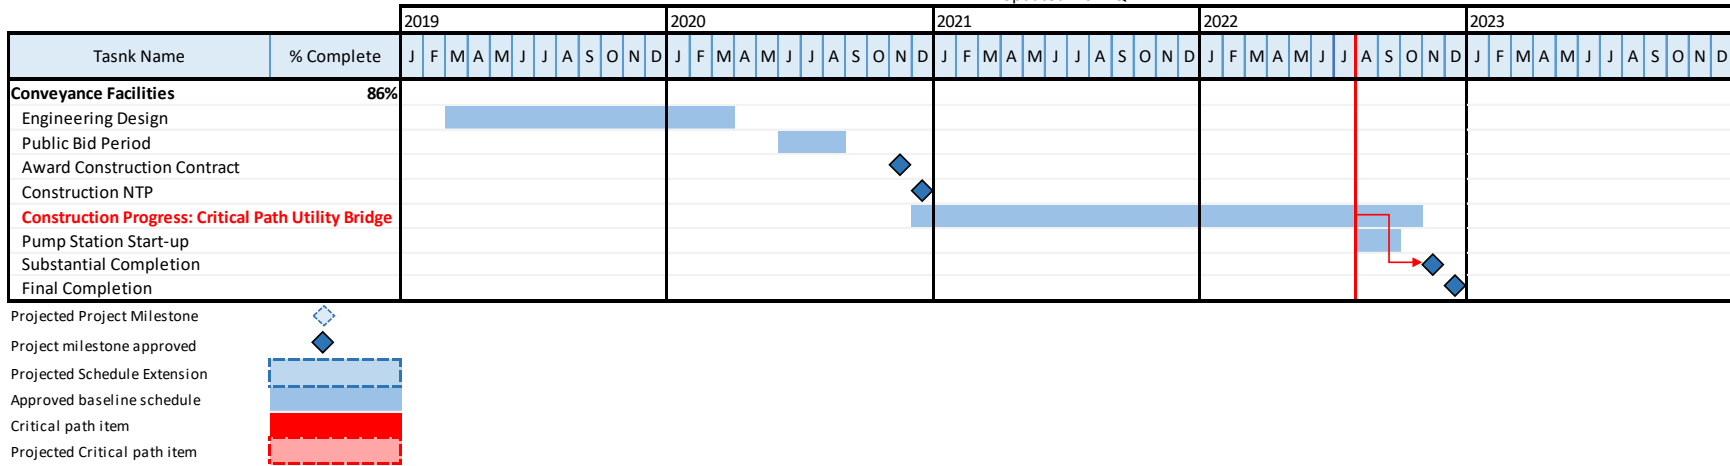 2019 2020 2021 2022 2023
Tasnk Name % Complete J F M A M J J A S O N D J F M A M J J A S O N D J F M A M J J A S O N D J F M A M J J A S O N D J F M A M J J A S O N D
Conveyance Facilities 86%
Engineering Design
Public Bid Period
Award Construction Contract
Construction NTP
Construction Progress: Critical Path Utility Bridge
Pump Station Start-up
Substantial Completion
Final Completion
Projected Project Milestone
Project milestone approved
Projected Schedule Extension
Approved baseline schedule
Critical path item
Projected Critical path item